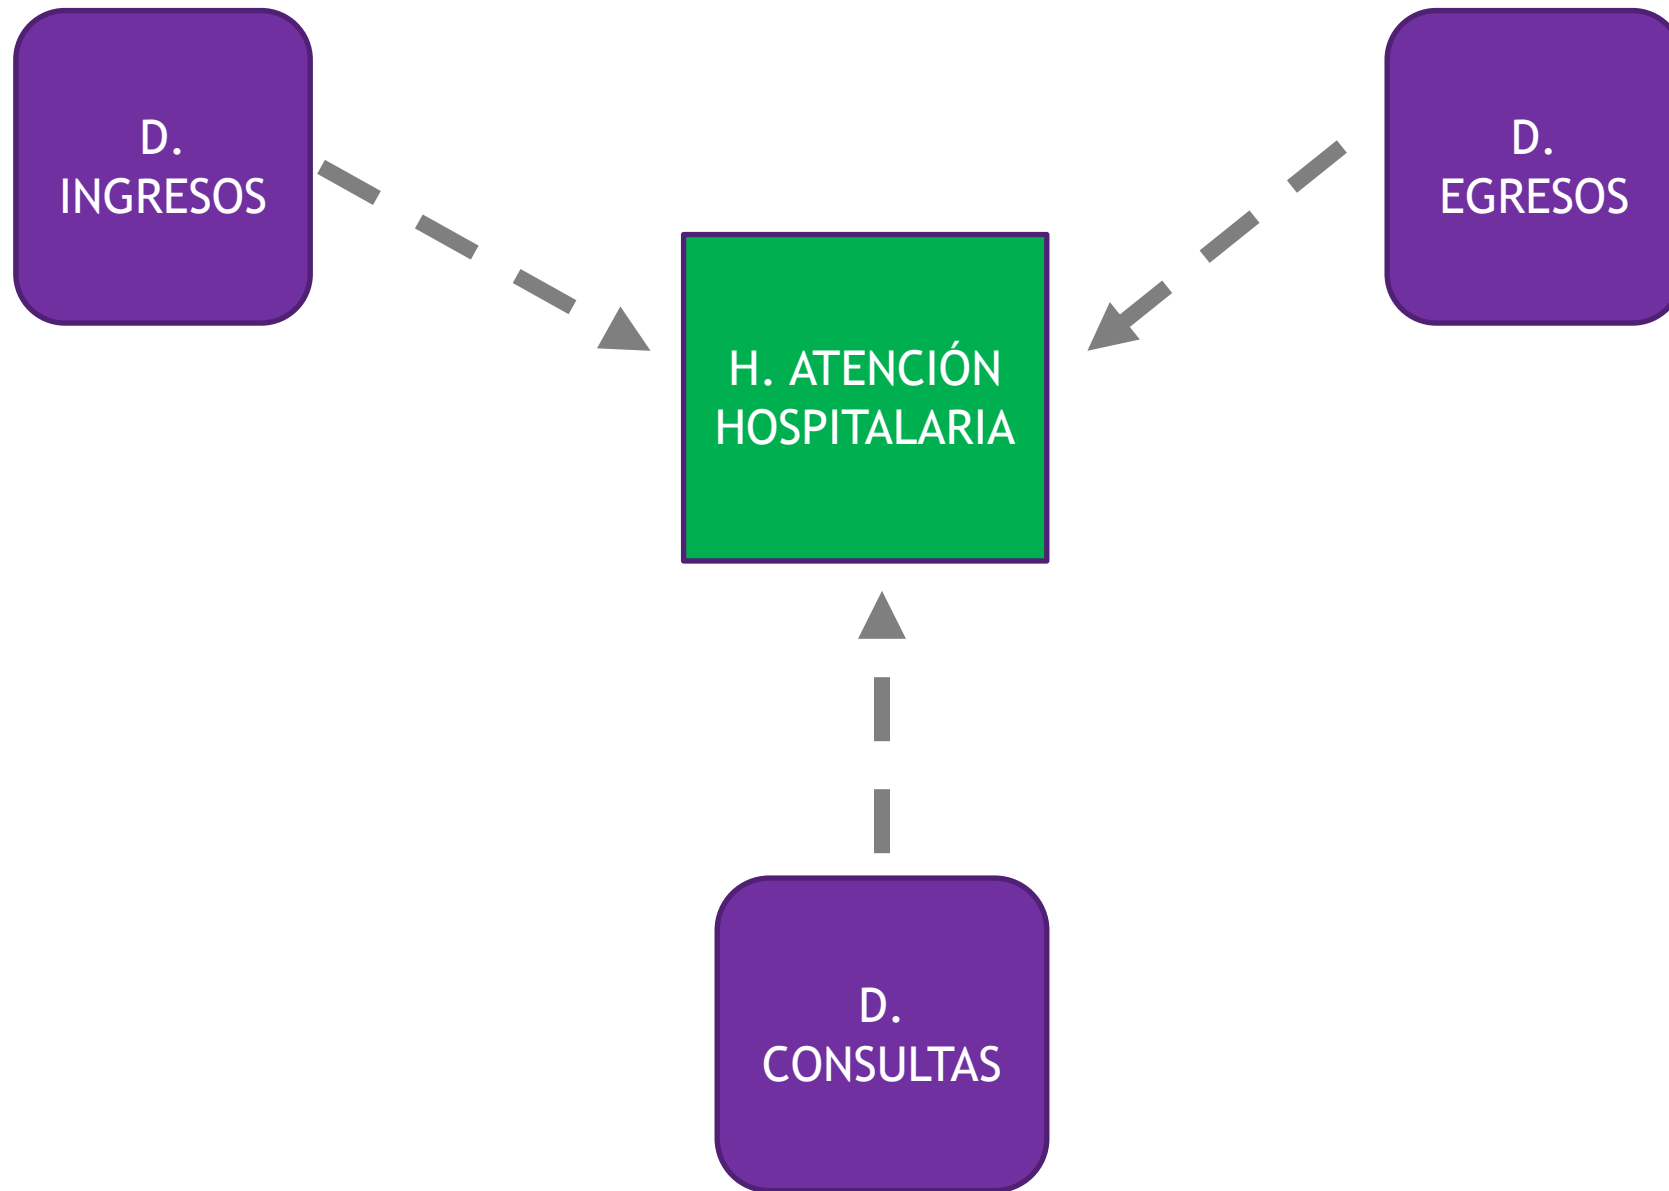 D.
INGRESOS
D.
EGRESOS
H. ATENCIÓN
HOSPITALARIA
D.
CONSULTAS